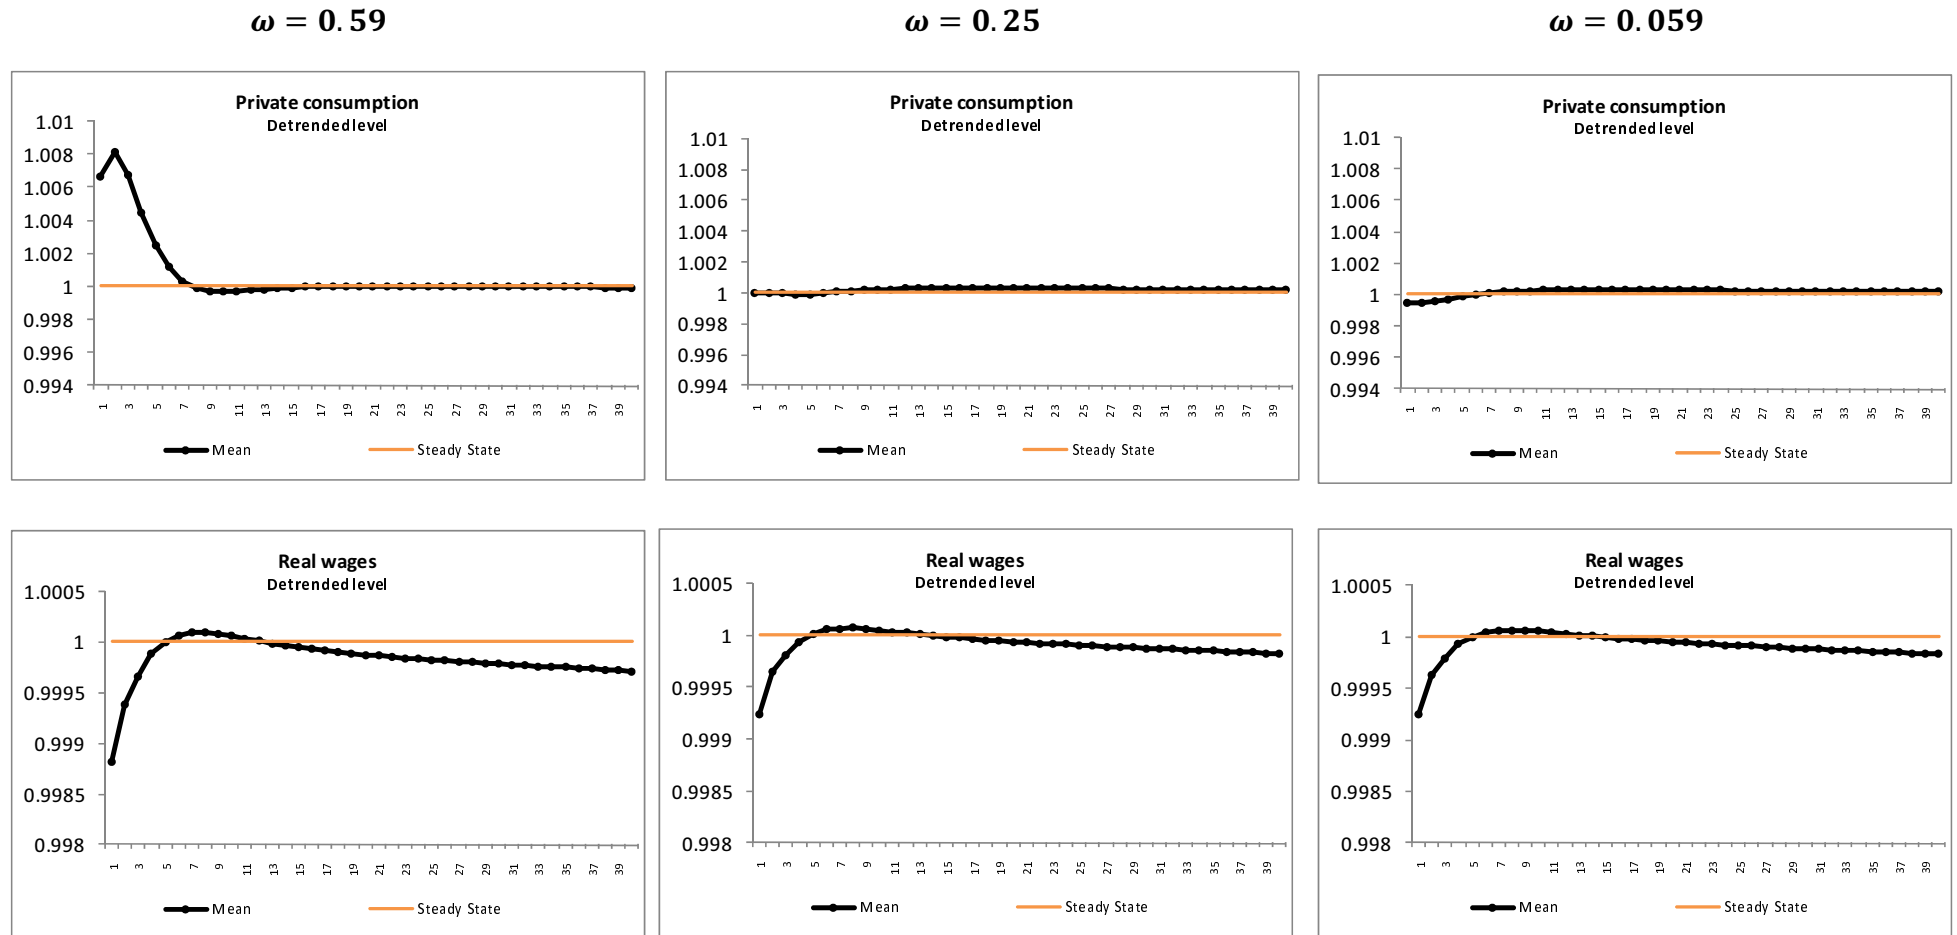 ω = 0.59
ω = 0.25
ω = 0.059
Private consumption
Detrended level
1.01
1.008
1.006
1.004
1.002
1
0.998
0.996
0.994
1 3 5 7 9 11 13 15 17 19 21 23 25 27 29 31 33 35 37 39
Mean Steady State
Private consumption
Detrended level
1.01
1.008
1.006
1.004
1.002
1
0.998
0.996
0.994
1 3 5 7 9 11 13 15 17 19 21 23 25 27 29 31 33 35 37 39
Mean Steady State
Private consumption
Detrended level
1.01
1.008
1.006
1.004
1.002
1
0.998
0.996
0.994
1 3 5 7 9 11 13 15 17 19 21 23 25 27 29 31 33 35 37 39
Mean Steady State
Real wages
Detrended level
1.0005
1
0.9995
0.999
0.9985
0.998
1 3 5 7 9 11 13 15 17 19 21 23 25 27 29 31 33 35 37 39
Mean Steady State
Real wages
Detrended level
1.0005
1
0.9995
0.999
0.9985
0.998
1 3 5 7 9 11 13 15 17 19 21 23 25 27 29 31 33 35 37 39
Mean Steady State
Real wages
Detrended level
1.0005
1
0.9995
0.999
0.9985
0.998
1 3 5 7 9 11 13 15 17 19 21 23 25 27 29 31 33 35 37 39
Mean Steady State